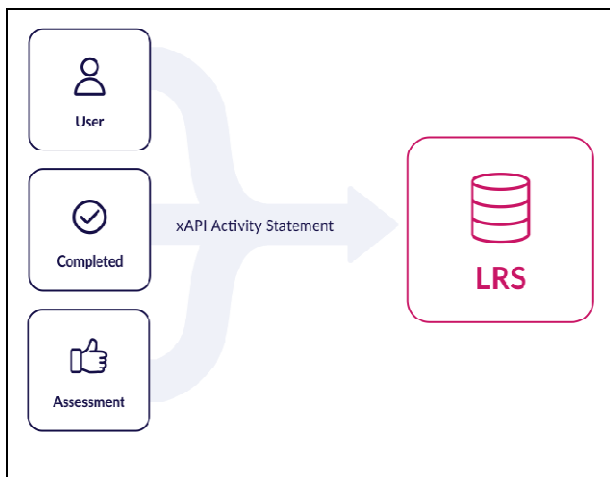 User
Completed
xAPI Activity Statement
Assessment
LRS